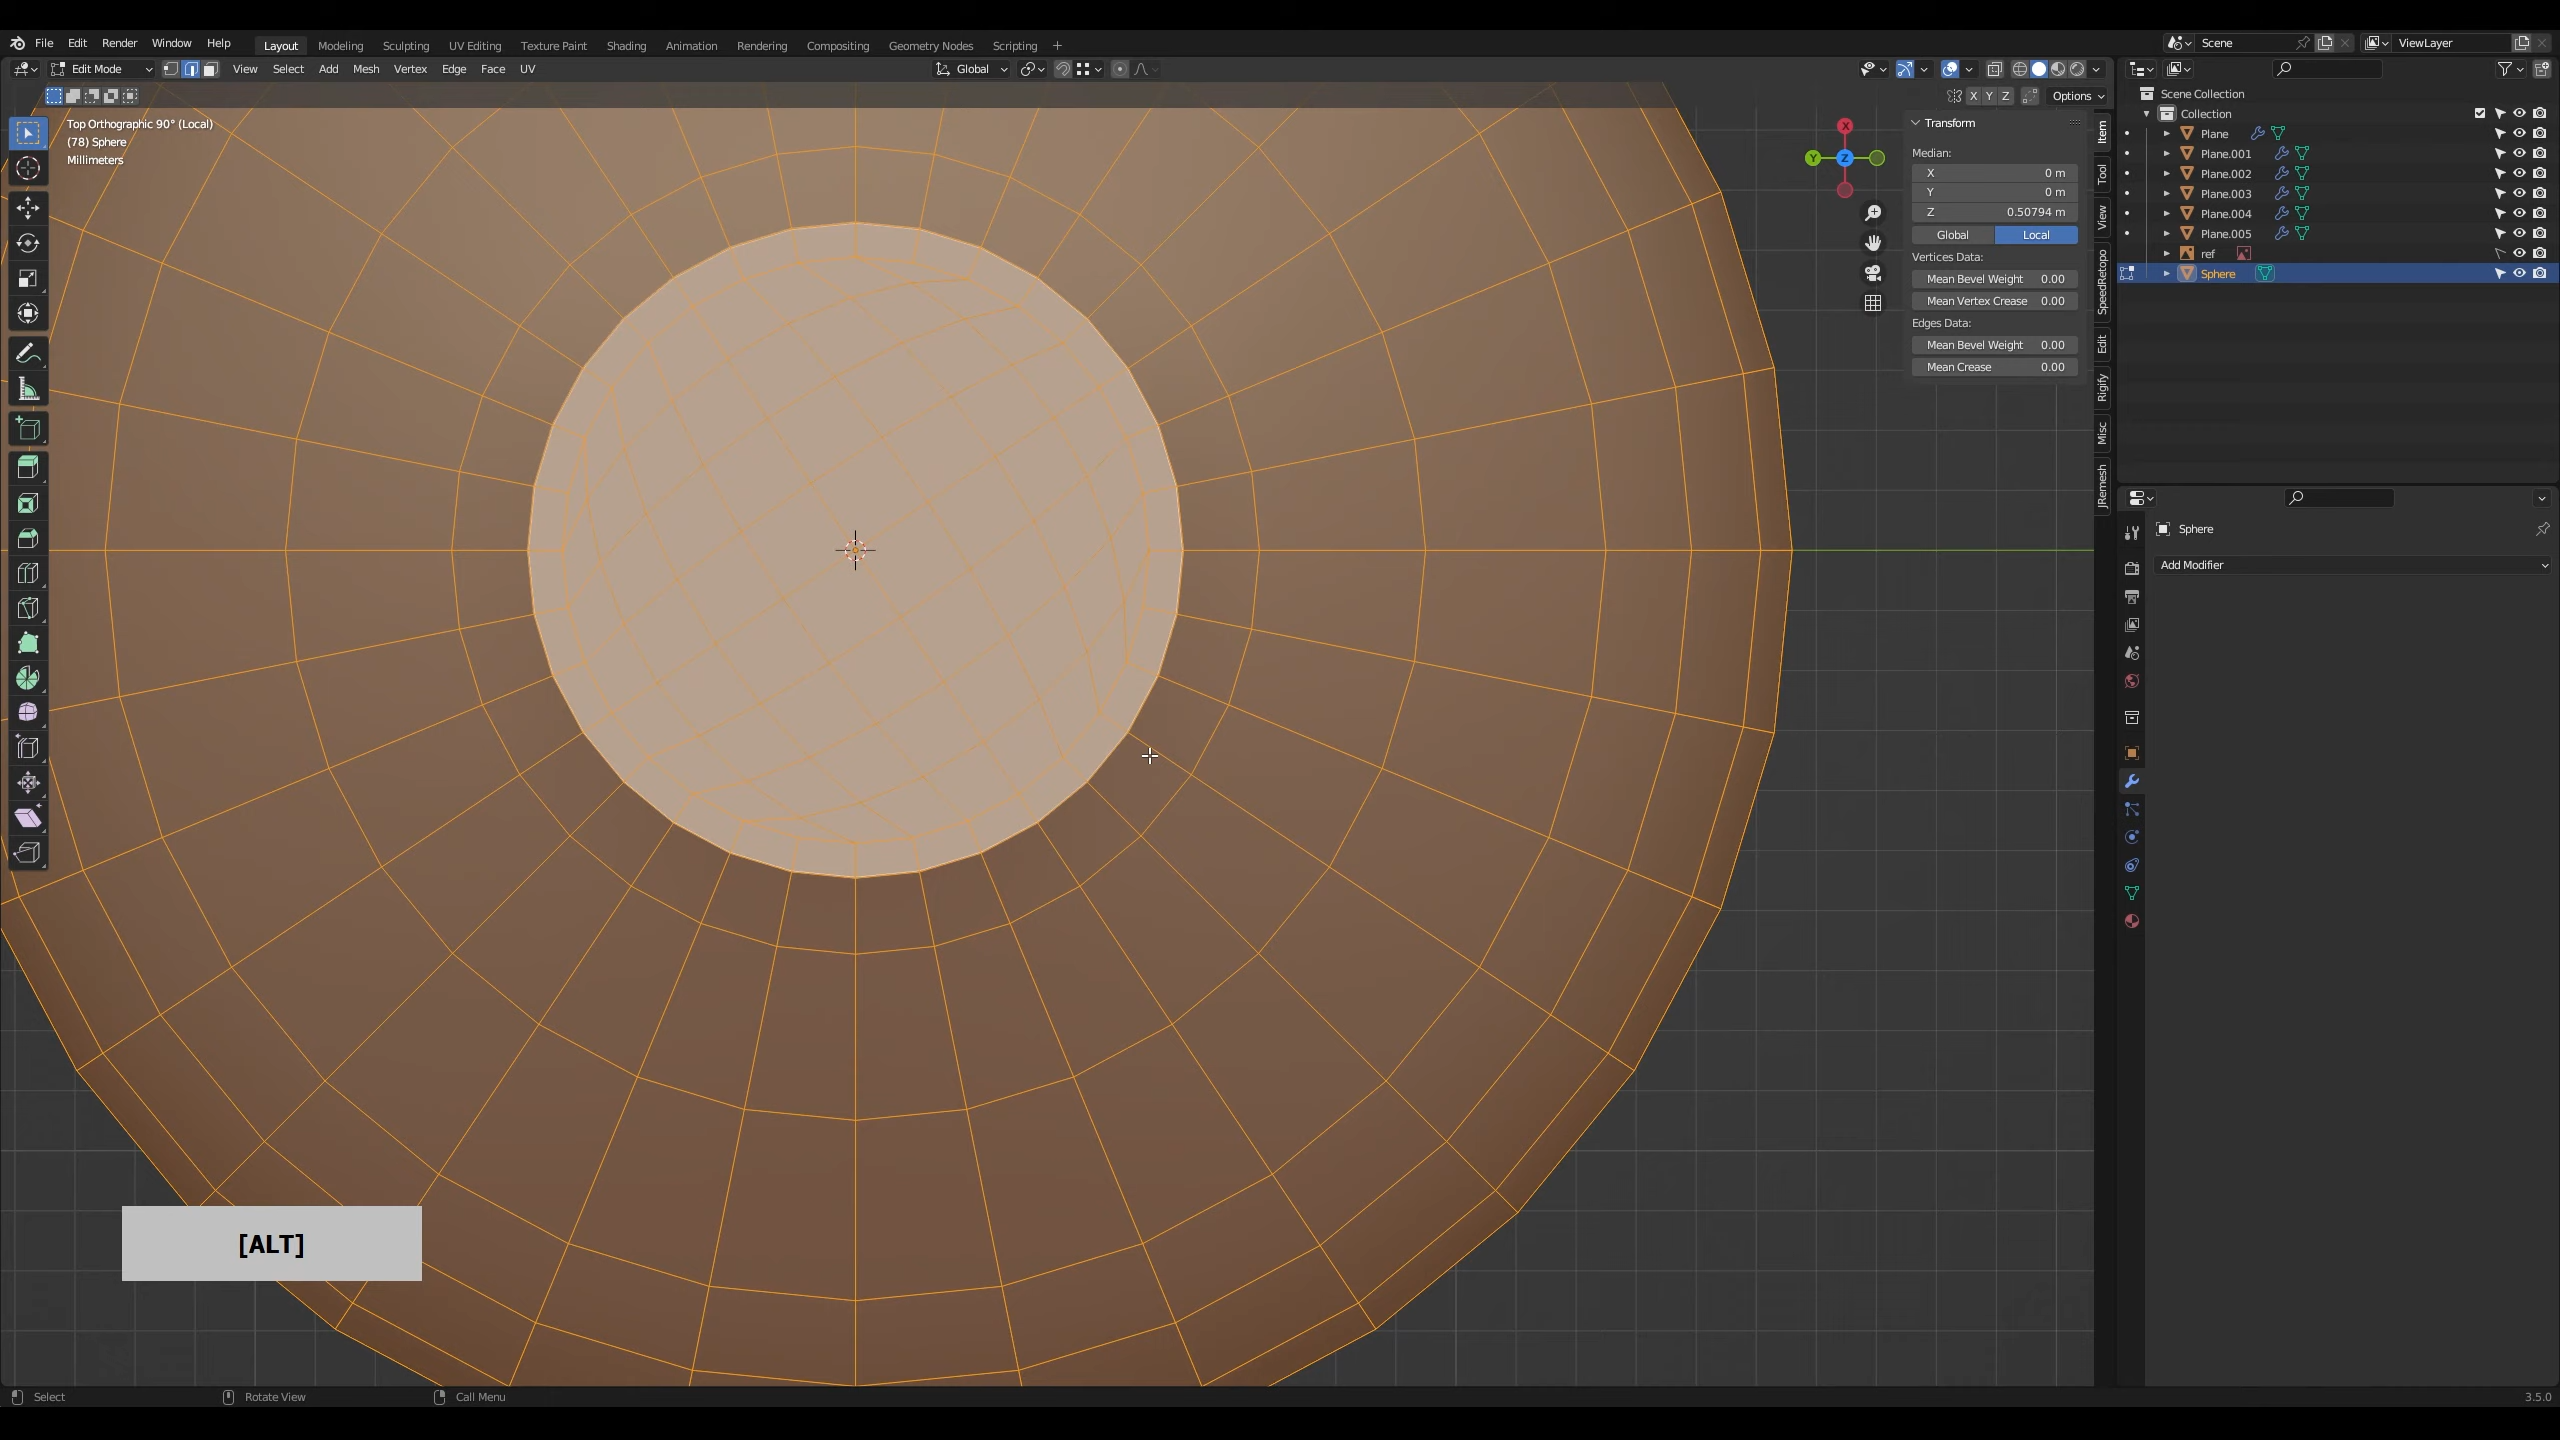 File Edit Render Window Help Layout Modeling Sculpting UV Editing Texture Paint Shading Animation Rendering Compositing Geometry Nodes Scripting + Scene ViewLayer
Edit Mode View Select Add Mesh Vertex Edge Face UV Global
X Y Z Options
Top Orthographic 90° (Local)
(78) Sphere
Millimeters
X
Y
Z
Transform
Median:
X 0 m
Y 0 m
Z 0.50794 m
Global Local
Vertices Data:
Mean Bevel Weight 0.00
Mean Vertex Crease 0.00
Edges Data:
Mean Bevel Weight 0.00
Mean Crease 0.00
Item
Tool
View
SpeedRetopo
Edit
Rigify
Misc
JRemesh
Scene Collection
Collection
Plane
Plane.001
Plane.002
Plane.003
Plane.004
Plane.005
ref
Sphere
Sphere
Add Modifier
[ALT]
Select Rotate View Call Menu 3.5.0